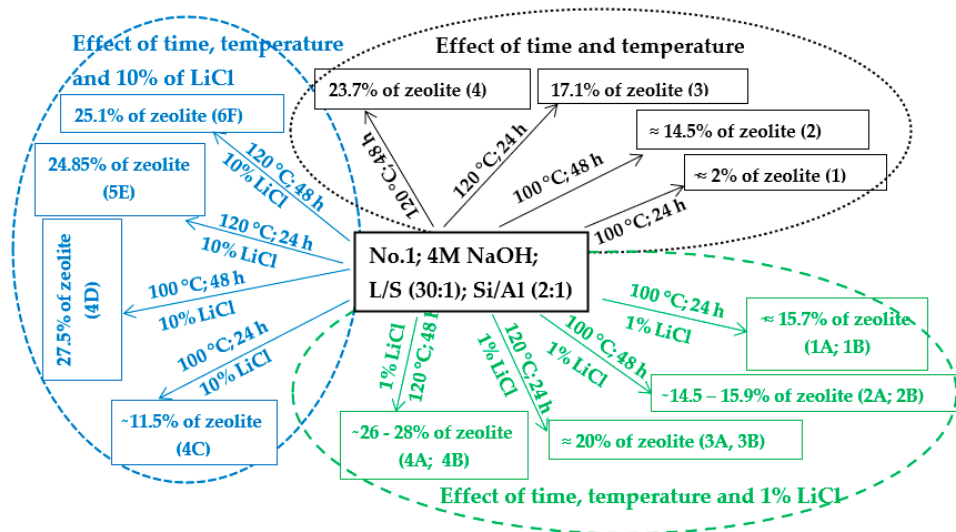 Effect of time, temperature
and 10% of LiCl
25.1% of zeolite (6F)
24.85% of zeolite
(5E)
27.5% of zeolite
(4D)
~11.5% of zeolite
(4C)
120 °C; 48 h
10% LiCl
120 °C; 24 h
10% LiCl
100 °C; 48 h
10% LiCl
100 °C; 24 h
10% LiCl
Effect of time and temperature
23.7% of zeolite (4)
17.1% of zeolite (3)
≈ 14.5% of zeolite (2)
≈ 2% of zeolite (1)
120 °C; 48 h
120 °C; 24 h
100 °C; 48 h
100 °C; 24 h
No.1; 4M NaOH;
L/S (30:1); Si/Al (2:1)
100 °C; 24 h
1% LiCl
100 °C; 48 h
1% LiCl
120 °C; 24 h
1% LiCl
120 °C; 48 h
1% LiCl
≈ 15.7% of zeolite
(1A; 1B)
~14.5 – 15.9% of zeolite (2A; 2B)
≈ 20% of zeolite (3A, 3B)
~26 - 28% of zeolite
(4A; 4B)
Effect of time, temperature and 1% LiCl